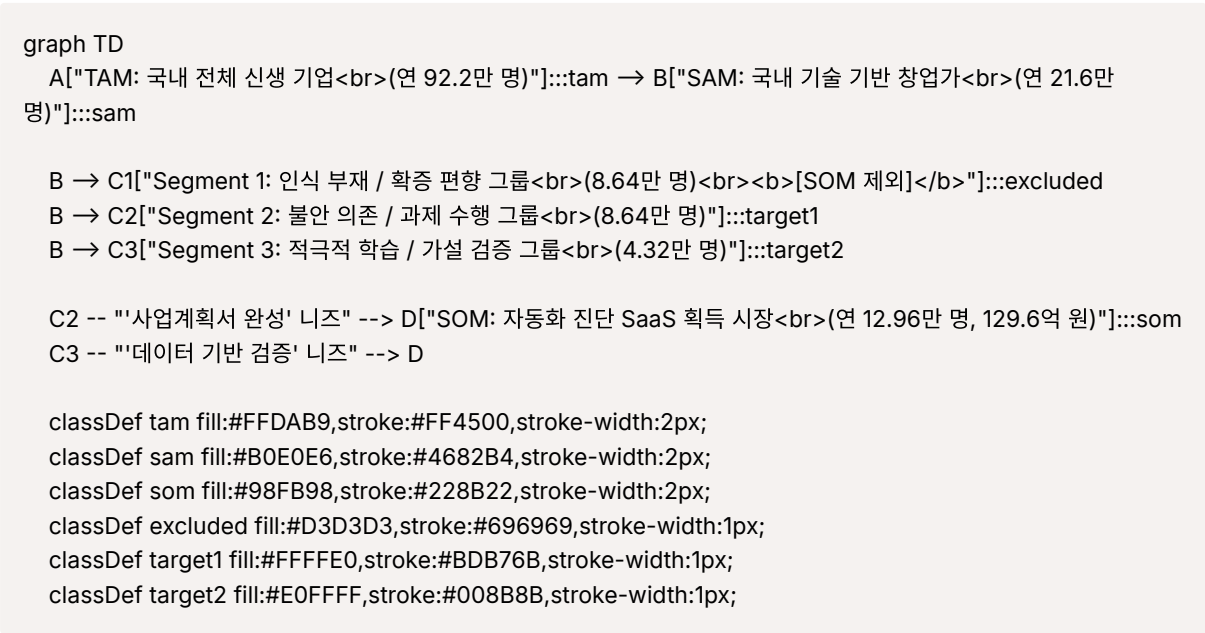 graph TD
A["TAM: 국내 전체 신생 기업<br>(연 92.2만 명)"]:::tam --> B["SAM: 국내 기술 기반 창업가<br>(연 21.6만
명)"]:::sam
B --> C1["Segment 1: 인식 부재 / 확증 편향 그룹<br>(8.64만 명)<br><b>[SOM 제외]</b>"]:::excluded
B --> C2["Segment 2: 불안 의존 / 과제 수행 그룹<br>(8.64만 명)"]:::target1
B --> C3["Segment 3: 적극적 학습 / 가설 검증 그룹<br>(4.32만 명)"]:::target2
C2 -- "'사업계획서 완성' 니즈" --> D["SOM: 자동화 진단 SaaS 획득 시장<br>(연 12.96만 명, 129.6억 원)"]:::som
C3 -- "'데이터 기반 검증' 니즈" --> D
classDef tam fill:#FFDAB9,stroke:#FF4500,stroke-width:2px;
classDef sam fill:#B0E0E6,stroke:#4682B4,stroke-width:2px;
classDef som fill:#98FB98,stroke:#228B22,stroke-width:2px;
classDef excluded fill:#D3D3D3,stroke:#696969,stroke-width:1px;
classDef target1 fill:#FFFFE0,stroke:#BDB76B,stroke-width:1px;
classDef target2 fill:#E0FFFF,stroke:#008B8B,stroke-width:1px;